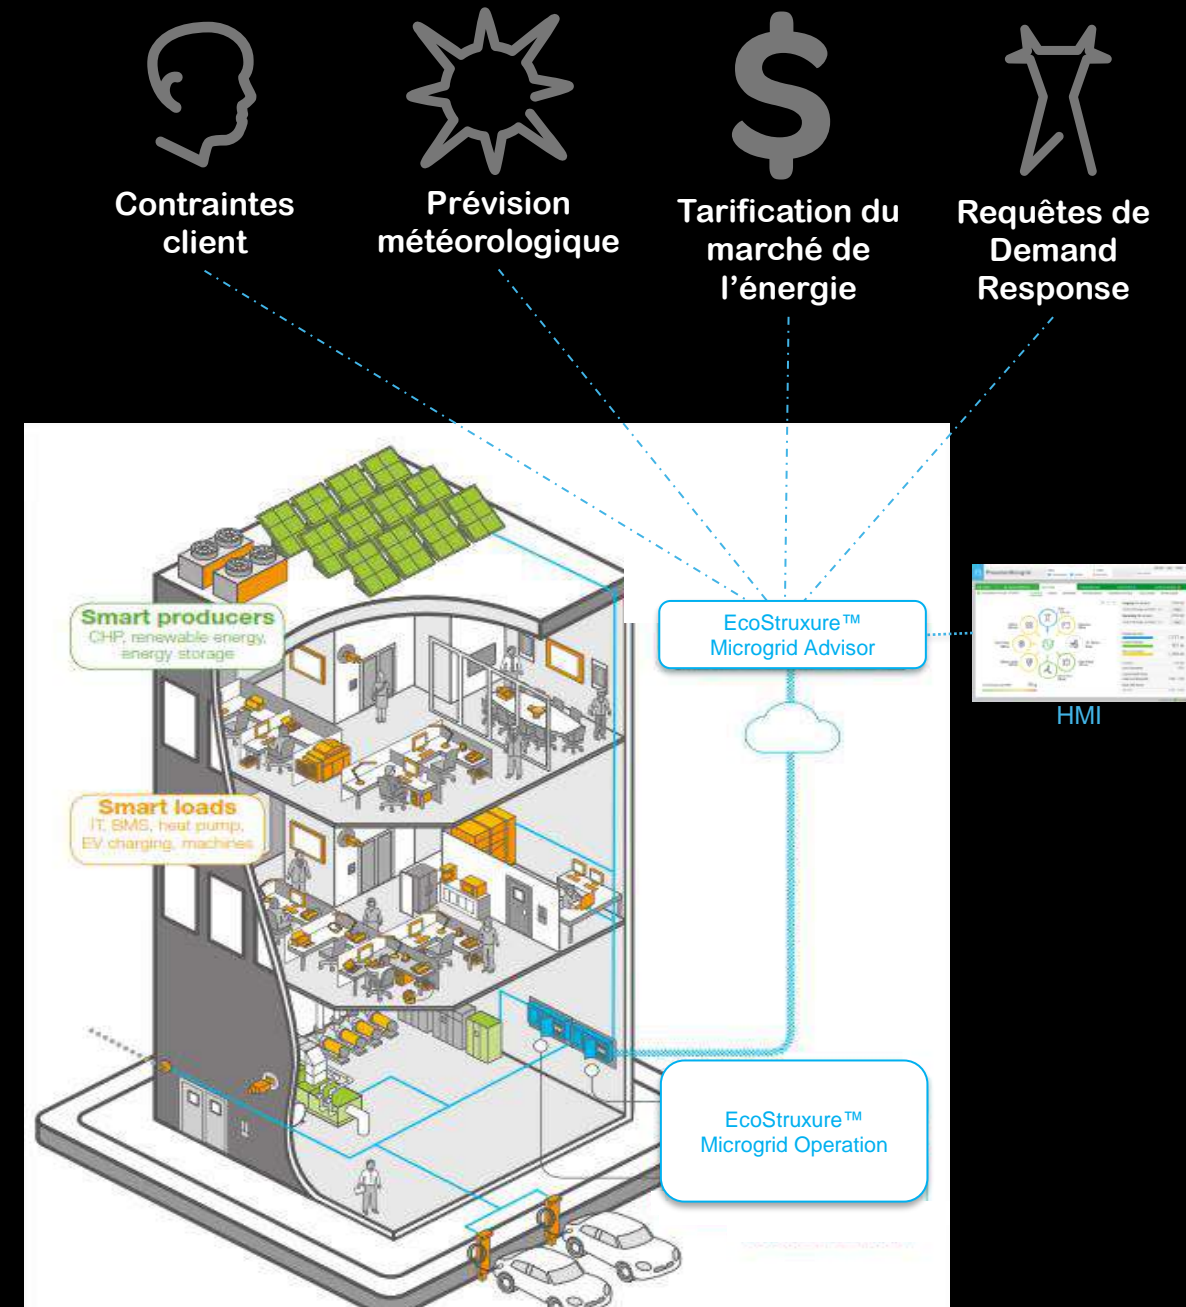 Contraintes
client
Prévision
météorologique
Tarification du
marché de
l’énergie
Requêtes de
Demand
Response
Smart producers
CHP, renewable energy,
energy storage
EcoStruxure™
Microgrid Advisor
HMI
Smart loads
IT, BMS, heat pump,
EV charging, machines
EcoStruxure™
Microgrid Operation